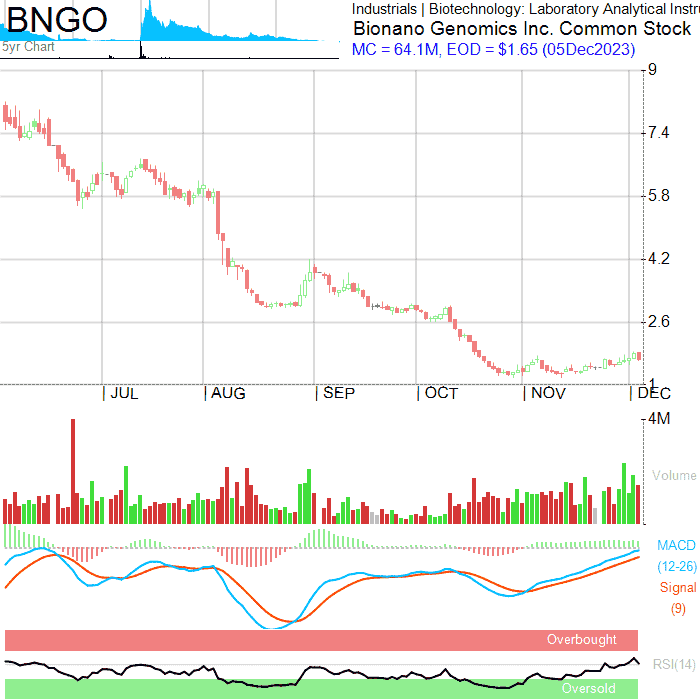 BNGO
5yr Chart
Industrials | Biotechnology: Laboratory Analytical Instru
Bionano Genomics Inc. Common Stock
MC = 64.1M, EOD = $1.65 (05Dec2023)
9
7.4
5.8
4.2
2.6
1
| JUL | AUG | SEP | OCT | NOV | DEC
4M
Volume
MACD
(12-26)
Signal
(9)
Overbought
RSI(14)
Oversold